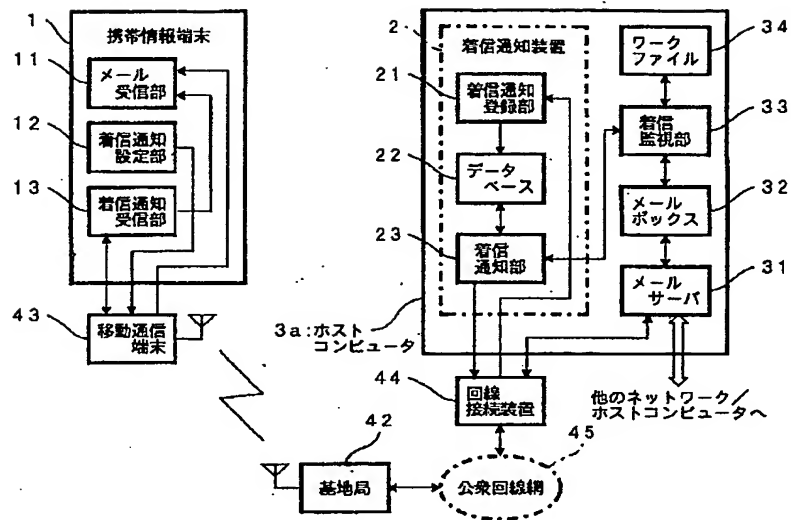 1
携帯情報端末
11
メール
受信部
12
着信通知
設定部
13
着信通知
受信部
43
移動通信
端末
2
着信通知装置
21
着信通知
登録部
22
データ
ベース
23
着信
通知部
34
ワーク
ファイル
33
着信
監視部
32
メール
ボックス
31
メール
サーバ
3a:ホスト
コンピュータ
44
回線
接続装置
他のネットワーク/
ホストコンピュータへ
42
基地局
45
公衆回線網